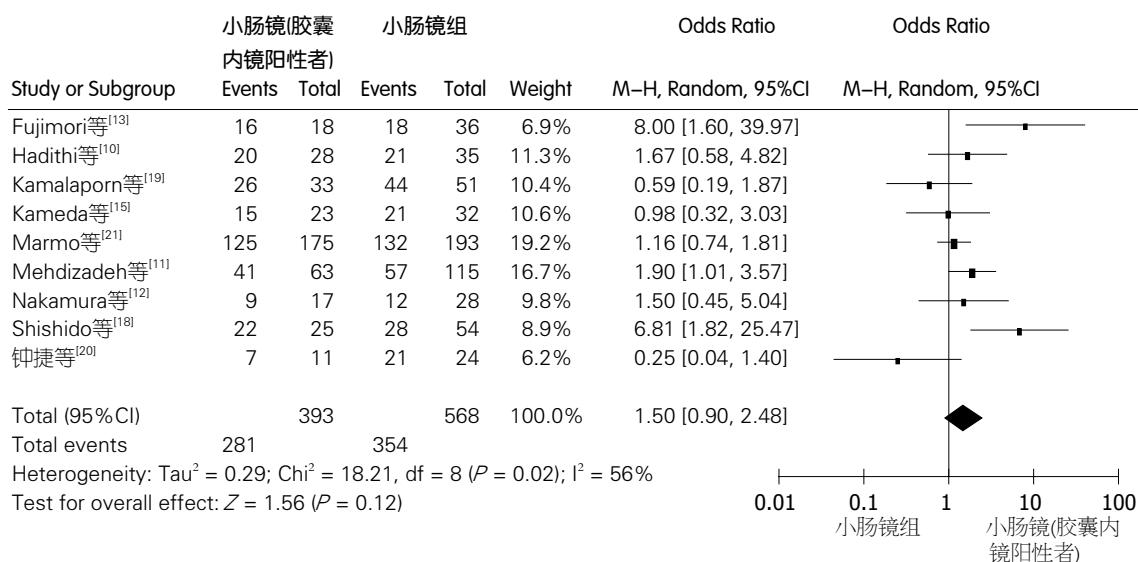 小肠镜(胶囊 小肠镜组 Odds Ratio Odds Ratio
内镜阳性者)
Study or Subgroup Events Total Events Total Weight M–H, Random, 95%CI M–H, Random, 95%CI
Fujimori等[13] 16 18 18 36 6.9% 8.00 [1.60, 39.97]
Hadithi等[10] 20 28 21 35 11.3% 1.67 [0.58, 4.82]
Kamalaporn等[19] 26 33 44 51 10.4% 0.59 [0.19, 1.87]
Kameda等[15] 15 23 21 32 10.6% 0.98 [0.32, 3.03]
Marmo等[21] 125 175 132 193 19.2% 1.16 [0.74, 1.81]
Mehdizadeh等[11] 41 63 57 115 16.7% 1.90 [1.01, 3.57]
Nakamura等[12] 9 17 12 28 9.8% 1.50 [0.45, 5.04]
Shishido等[18] 22 25 28 54 8.9% 6.81 [1.82, 25.47]
钟捷等[20] 7 11 21 24 6.2% 0.25 [0.04, 1.40]
Total (95%CI) 393 568 100.0% 1.50 [0.90, 2.48]
Total events 281 354
Heterogeneity: Tau² = 0.29; Chi² = 18.21, df = 8 (P = 0.02); I² = 56%
Test for overall effect: Z = 1.56 (P = 0.12)
0.01 0.1 1 10 100
小肠镜组 小肠镜(胶囊内
镜阳性者)